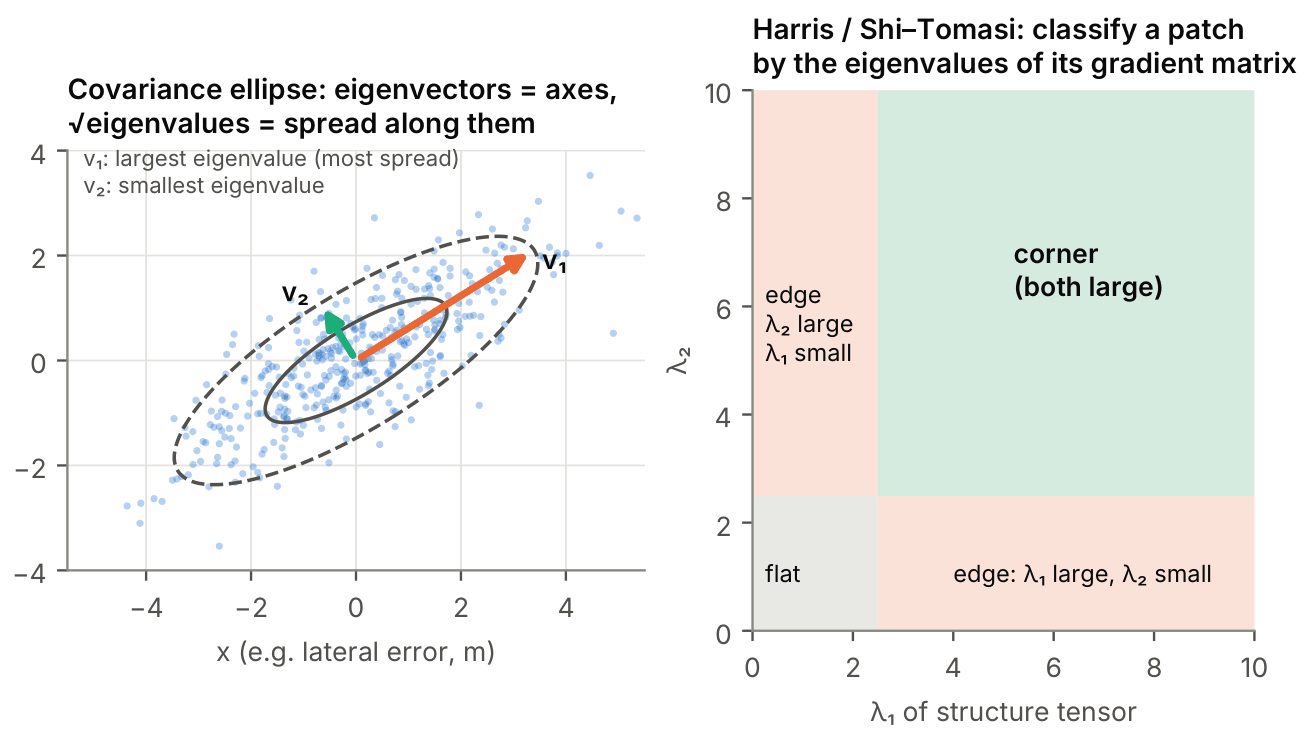 Covariance ellipse: eigenvectors = axes,
√eigenvalues = spread along them
v₁: largest eigenvalue (most spread)
v₂: smallest eigenvalue
4
2
0
−2
−4
v₁
v₂
−4 −2 0 2 4
x (e.g. lateral error, m)
Harris / Shi–Tomasi: classify a patch
by the eigenvalues of its gradient matrix
10
8
6
4
2
0
λ₂
corner
(both large)
edge
λ₂ large
λ₁ small
flat
edge: λ₁ large, λ₂ small
0 2 4 6 8 10
λ₁ of structure tensor